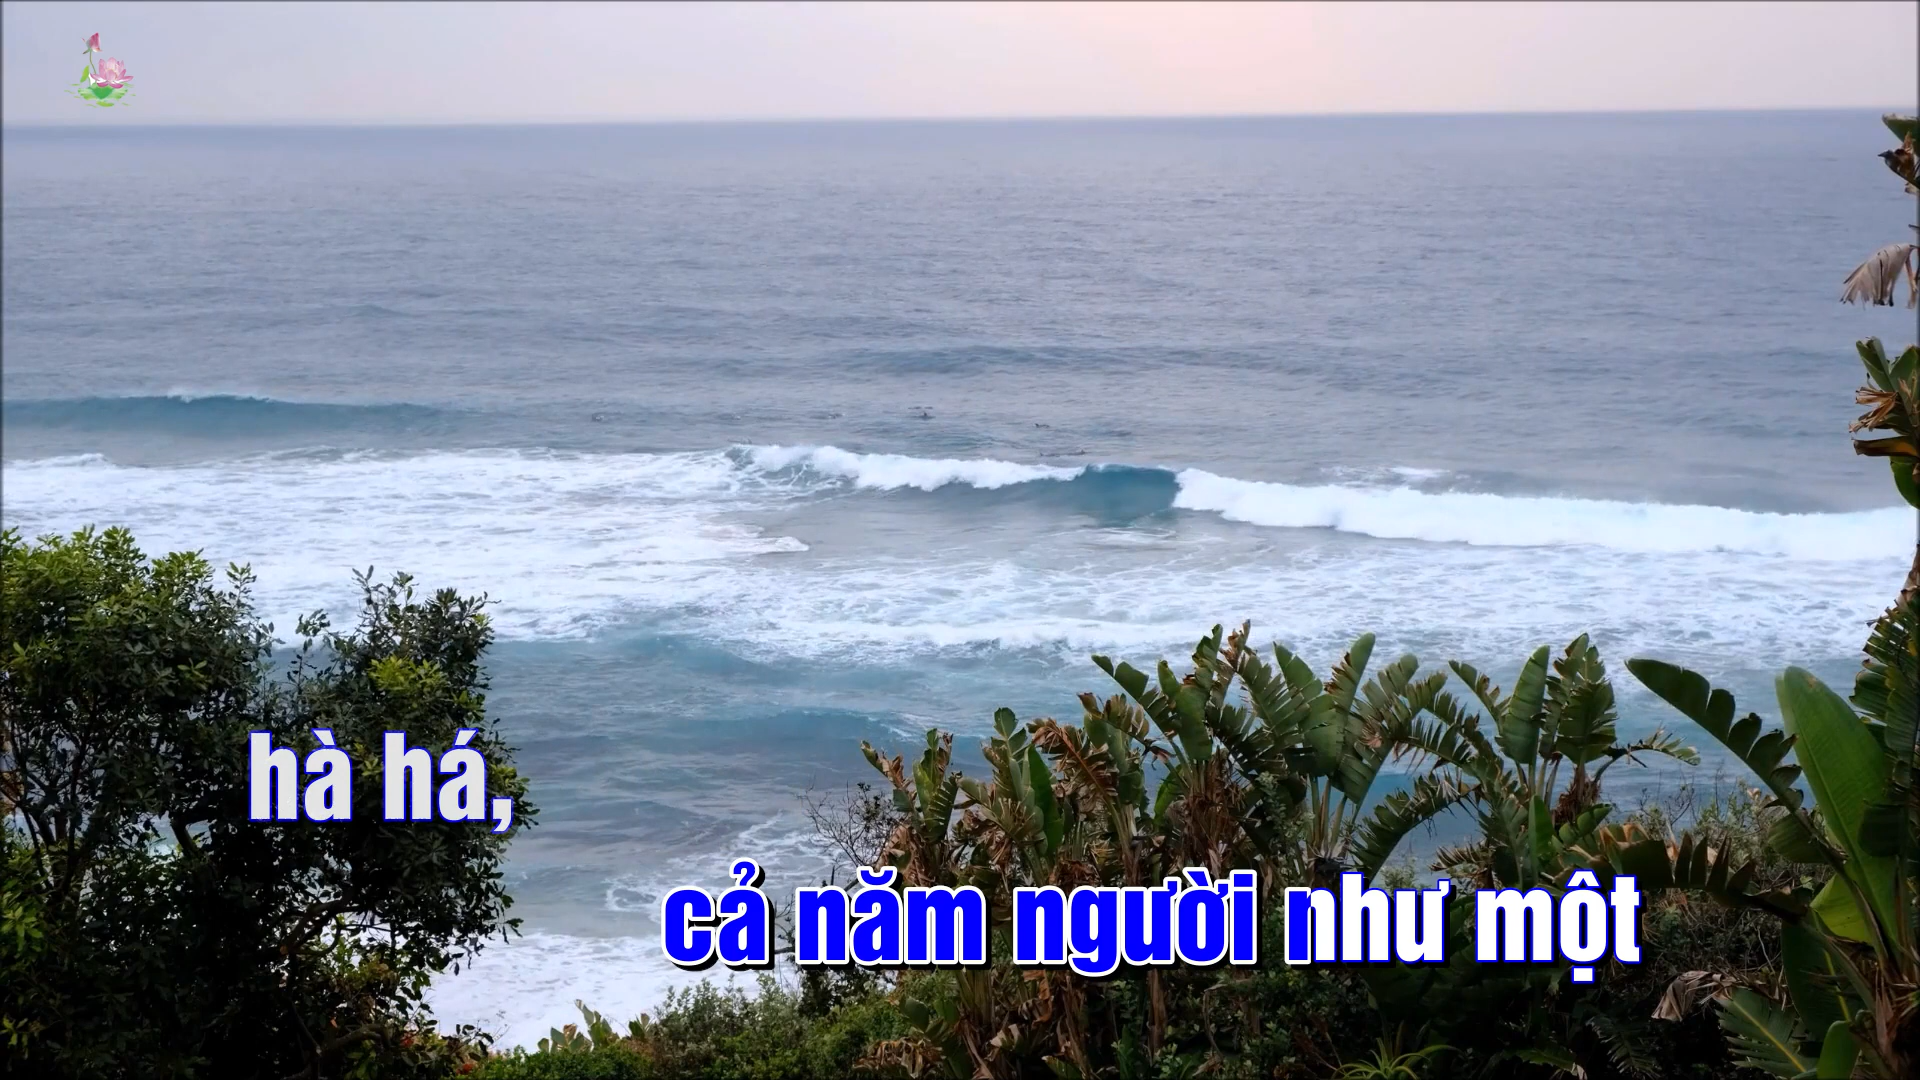 hà há,
cả năm người như một